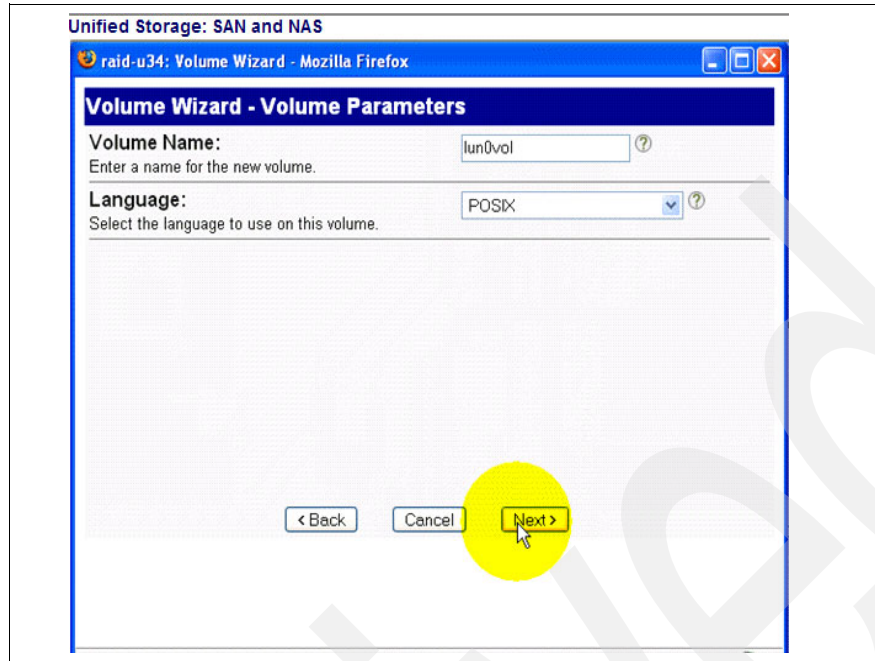 Unified Storage: SAN and NAS
raid-u34: Volume Wizard - Mozilla Firefox
Volume Wizard - Volume Parameters
Volume Name:
lun0vol
?
Enter a name for the new volume.
Language:
POSIX
?
Select the language to use on this volume.
< Back
Cancel
Next >